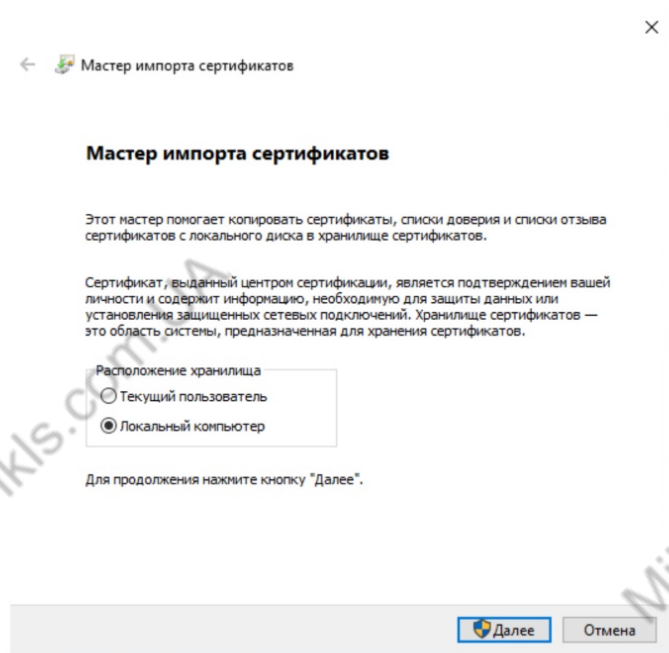 Мастер импорта сертификатов
Мастер импорта сертификатов
Этот мастер помогает копировать сертификаты, списки доверия и списки отзыва
сертификатов с локального диска в хранилище сертификатов.
Сертификат, выданный центром сертификации, является подтверждением вашей
личности и содержит информацию, необходимую для защиты данных или
установления защищенных сетевых подключений. Хранилище сертификатов —
это область системы, предназначенная для хранения сертификатов.
Расположение хранилища
Текущий пользователь
Локальный компьютер
Для продолжения нажмите кнопку "Далее".
Далее
Отмена